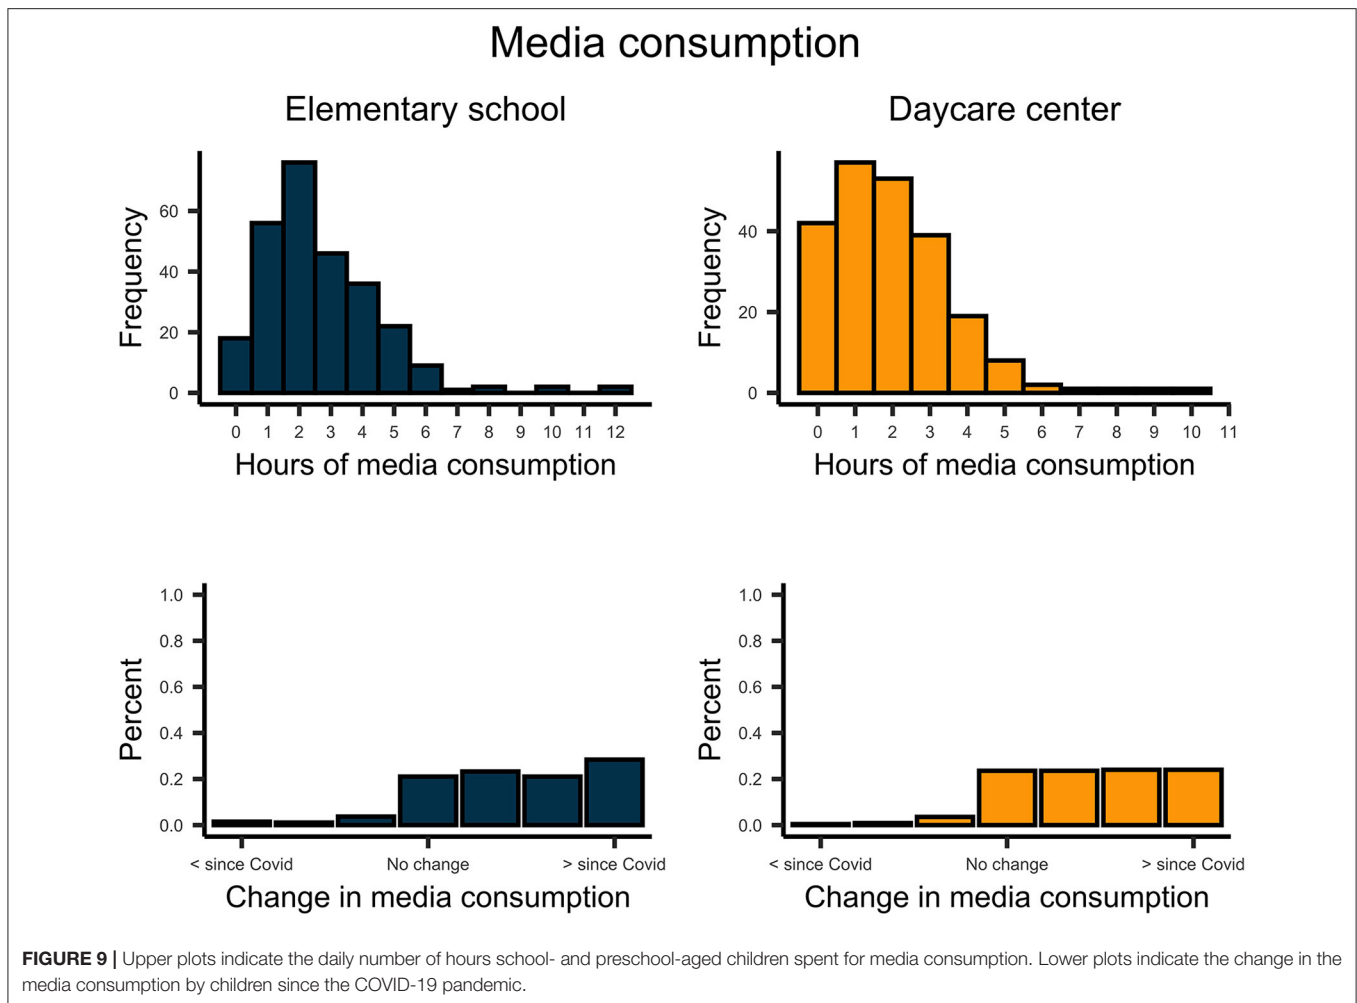 Media consumption
Elementary school
Daycare center
Frequency
60
40
20
0
0 1 2 3 4 5 6 7 8 9 10 11 12
Hours of media consumption
Frequency
40
20
0
0 1 2 3 4 5 6 7 8 9 10 11
Hours of media consumption
Percent
1.0
0.8
0.6
0.4
0.2
0.0
< since Covid No change > since Covid
Change in media consumption
Percent
1.0
0.8
0.6
0.4
0.2
0.0
< since Covid No change > since Covid
Change in media consumption
FIGURE 9 | Upper plots indicate the daily number of hours school- and preschool-aged children spent for media consumption. Lower plots indicate the change in the
media consumption by children since the COVID-19 pandemic.